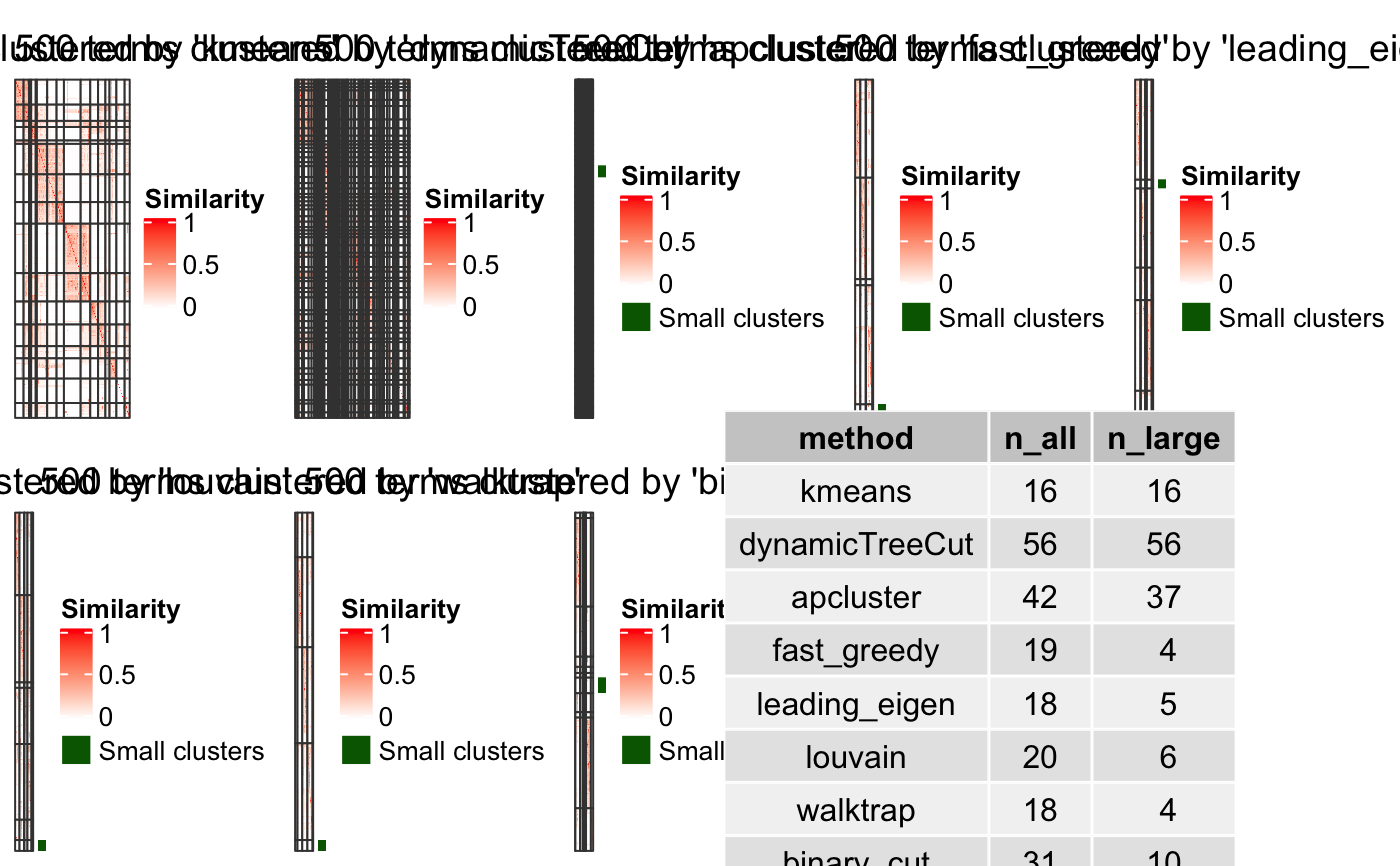 500 terms clustered by 'kmeans'
500 terms clustered by 'dynamicTreeCut'
500 terms clustered by 'apcluster'
500 terms clustered by 'fast_greedy'
by 'leading_ei
Similarity
1
0.5
0
Similarity
1
0.5
0
Similarity
1
0.5
0
Small clusters
Similarity
1
0.5
0
Small clusters
Similarity
1
0.5
0
Small clusters
500 terms clustered by 'louvain'
500 terms clustered by 'walktrap'
by 'bi
Similarity
1
0.5
0
Small clusters
Similarity
1
0.5
0
Small clusters
Similarit
1
0.5
0
Small
method n_all n_large
kmeans 16 16
dynamicTreeCut 56 56
apcluster 42 37
fast_greedy 19 4
leading_eigen 18 5
louvain 20 6
walktrap 18 4
binary_cut 31 10